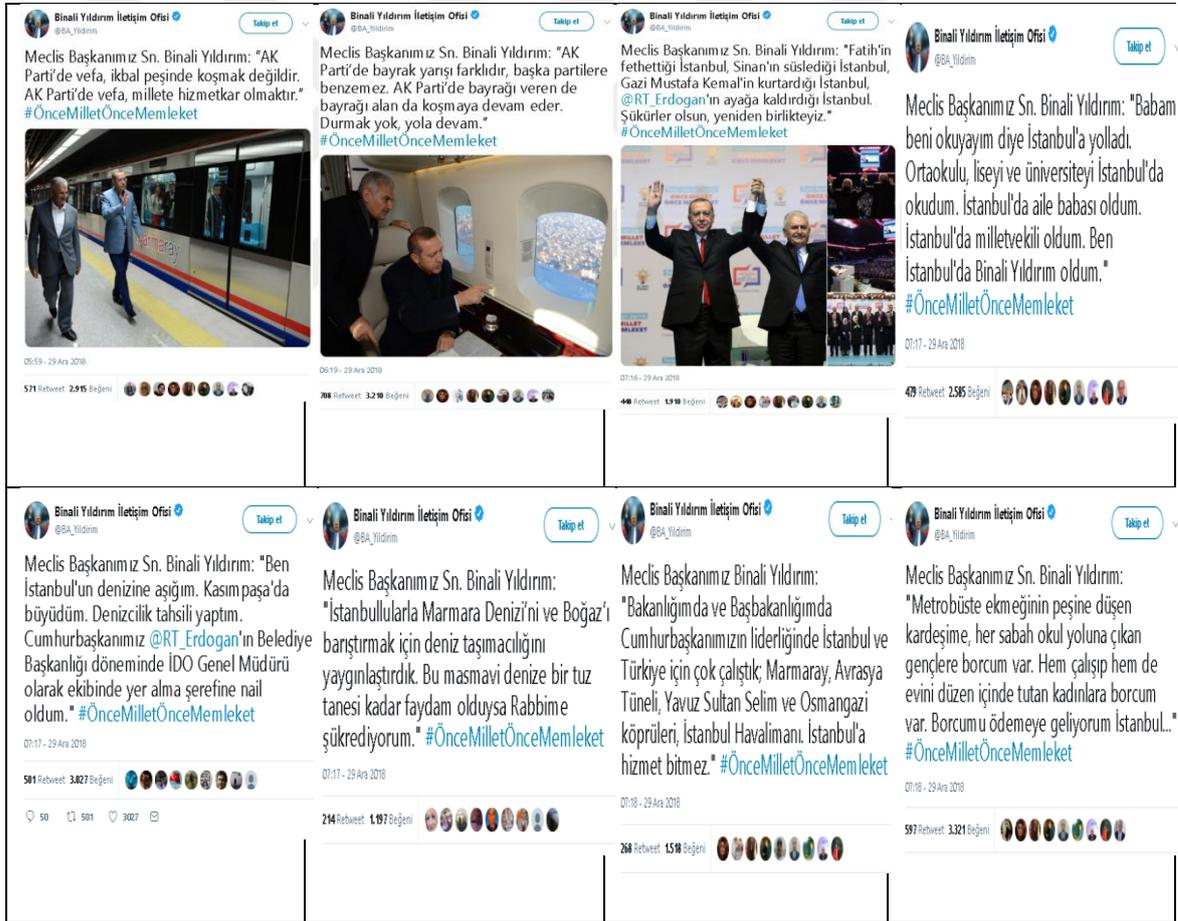 Binali Yıldırım İletişim Ofisi
@BA_Yildirim
Takip et
Meclis Başkanımız Sn. Binali Yıldırım: “AK
Parti’de vefa, ikbal peşinde koşmak değildir.
AK Parti’de vefa, millete hizmetkar olmaktır.”
#ÖnceMilletÖnceMemleket
marmaray
05:59 - 29 Ara 2018
571 Retweet 2.915 Beğeni
Binali Yıldırım İletişim Ofisi
@BA_Yildirim
Takip et
Meclis Başkanımız Sn. Binali Yıldırım: “AK
Parti’de bayrak yarışı farklıdır, başka partilere
benzemez. AK Parti’de bayrağı veren de
bayrağı alan da koşmaya devam eder.
Durmak yok, yola devam.”
#ÖnceMilletÖnceMemleket
06:19 - 29 Ara 2018
708 Retweet 3.210 Beğeni
Binali Yıldırım İletişim Ofisi
@BA_Yildirim
Takip et
Meclis Başkanımız Sn. Binali Yıldırım: "Fatih'in
fethettiği İstanbul, Sinan'ın süslediği İstanbul,
Gazi Mustafa Kemal'in kurtardığı İstanbul,
@RT_Erdogan'ın ayağa kaldırdığı İstanbul.
Şükürler olsun, yeniden birlikteyiz."
#ÖnceMilletÖnceMemleket
07:16 - 29 Ara 2018
448 Retweet 1.910 Beğeni
Binali Yıldırım İletişim Ofisi
@BA_Yildirim
Takip et
Meclis Başkanımız Sn. Binali Yıldırım: "Babam
beni okuyayım diye İstanbul'a yolladı.
Ortaokulu, liseyi ve üniversiteyi İstanbul'da
okudum. İstanbul'da aile babası oldum.
İstanbul'da milletvekili oldum. Ben
İstanbul'da Binali Yıldırım oldum."
#ÖnceMilletÖnceMemleket
07:17 - 29 Ara 2018
479 Retweet 2.585 Beğeni
Binali Yıldırım İletişim Ofisi
@BA_Yildirim
Takip et
Meclis Başkanımız Sn. Binali Yıldırım: "Ben
İstanbul'un denizine aşığım. Kasımpaşa'da
büyüdüm. Denizcilik tahsili yaptım.
Cumhurbaşkanımız @RT_Erdogan'ın Belediye
Başkanlığı döneminde İDO Genel Müdürü
olarak ekibinde yer alma şerefine nail
oldum." #ÖnceMilletÖnceMemleket
07:17 - 29 Ara 2018
501 Retweet 3.027 Beğeni
50 501 3027
Binali Yıldırım İletişim Ofisi
@BA_Yildirim
Takip et
Meclis Başkanımız Sn. Binali Yıldırım:
"İstanbullularla Marmara Denizi'ni ve Boğaz'ı
barıştırmak için deniz taşımacılığını
yaygınlaştırdik. Bu masmavi denize bir tuz
tanesi kadar faydam olduysa Rabbime
şükrediyorum." #ÖnceMilletÖnceMemleket
07:17 - 29 Ara 2018
214 Retweet 1.197 Beğeni
Binali Yıldırım İletişim Ofisi
@BA_Yildirim
Takip et
Meclis Başkanımız Binali Yıldırım:
"Bakanlığımda ve Başbakanlığımda
Cumhurbaşkanımızın liderliğinde İstanbul ve
Türkiye için çok çalıştık; Marmaray, Avrasya
Tüneli, Yavuz Sultan Selim ve Osmangazi
köprüleri, İstanbul Havalimanı. İstanbul'a
hizmet bitmez." #ÖnceMilletÖnceMemleket
07:18 - 29 Ara 2018
268 Retweet 1.518 Beğeni
Binali Yıldırım İletişim Ofisi
@BA_Yildirim
Takip et
Meclis Başkanımız Sn. Binali Yıldırım:
"Metrobüste ekmeğinin peşine düşen
kardeşime, her sabah okul yoluna çıkan
gençlere borcum var. Hem çalışıp hem de
evini düzen içinde tutan kadınlara borcum
var. Borcumu ödemeye geliyorum İstanbul..."
#ÖnceMilletÖnceMemleket
07:18 - 29 Ara 2018
597 Retweet 3.321 Beğeni